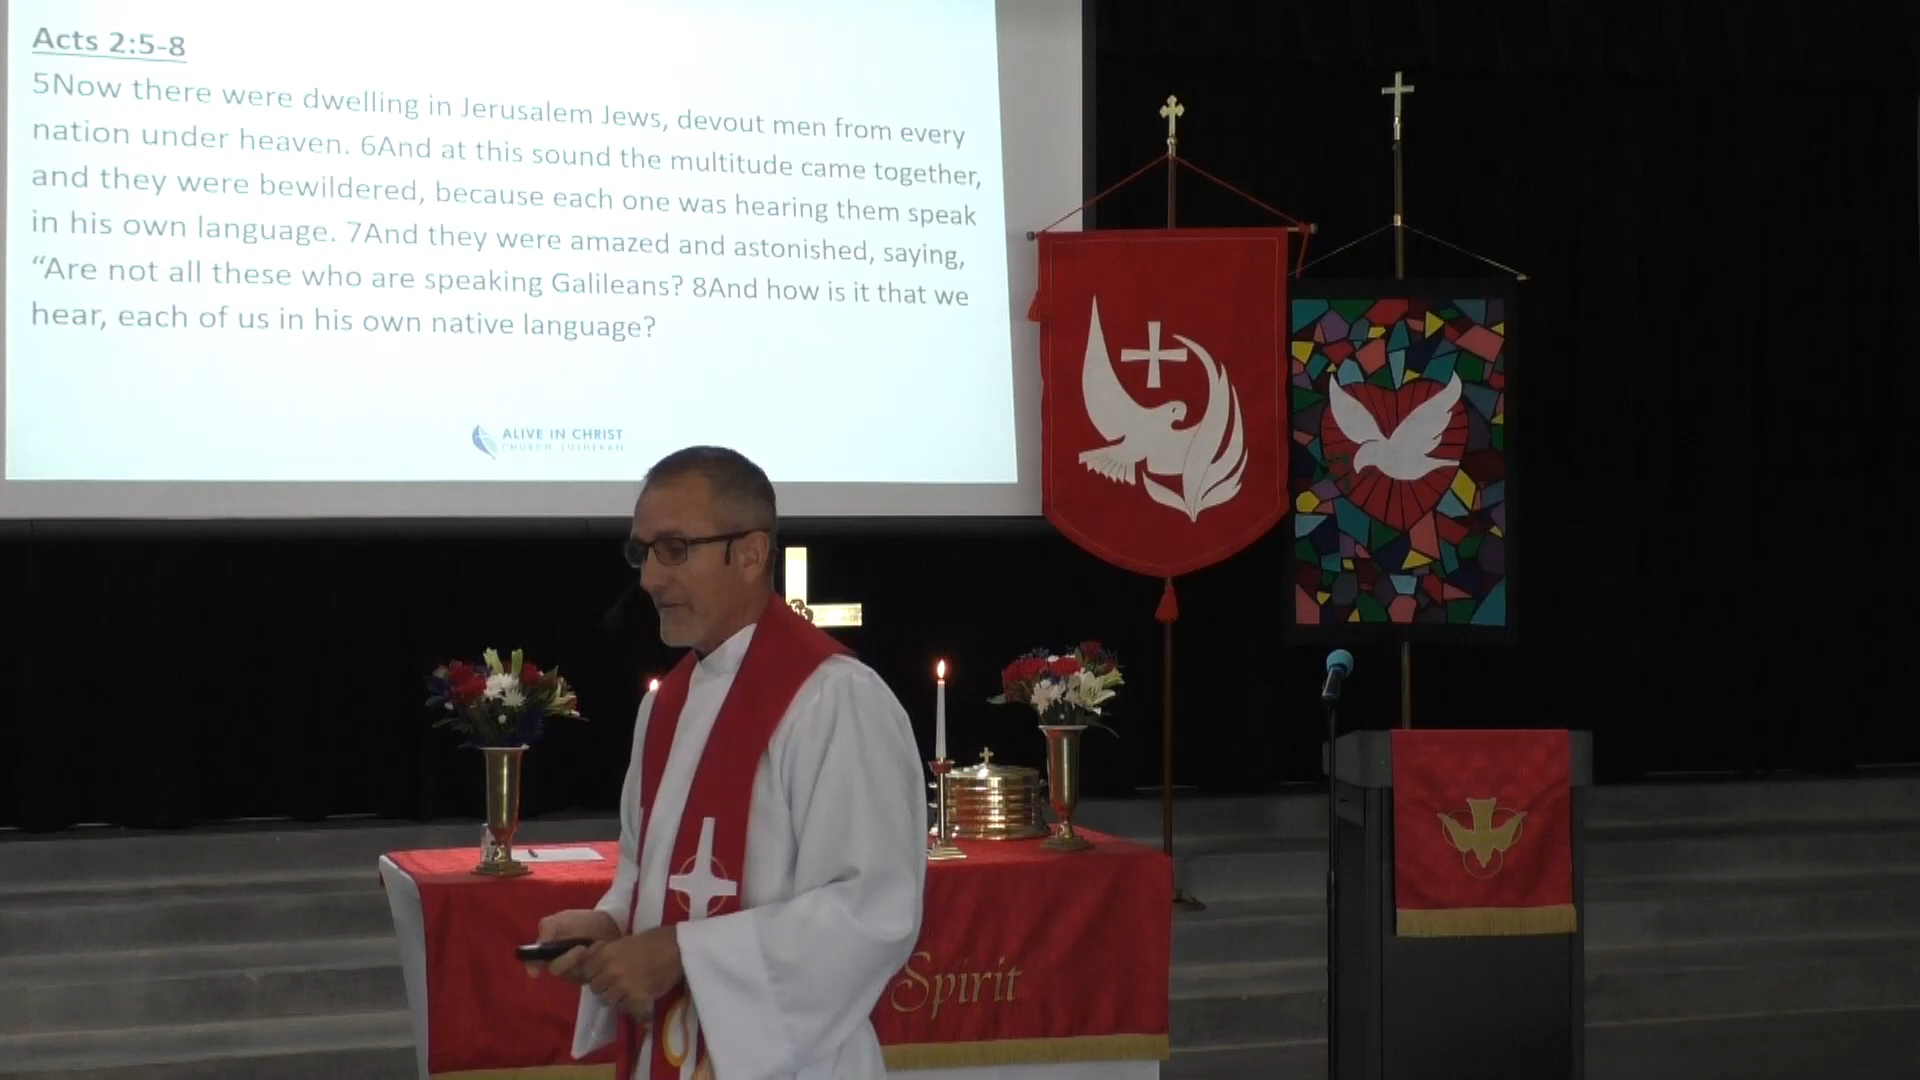 Acts 2:5-8
5Now there were dwelling in Jerusalem Jews, devout men from every
nation under heaven. 6And at this sound the multitude came together,
and they were bewildered, because each one was hearing them speak
in his own language. 7And they were amazed and astonished, saying,
“Are not all these who are speaking Galileans? 8And how is it that we
hear, each of us in his own native language?
ALIVE IN CHRIST
CHURCH LUTHERAN
Spirit